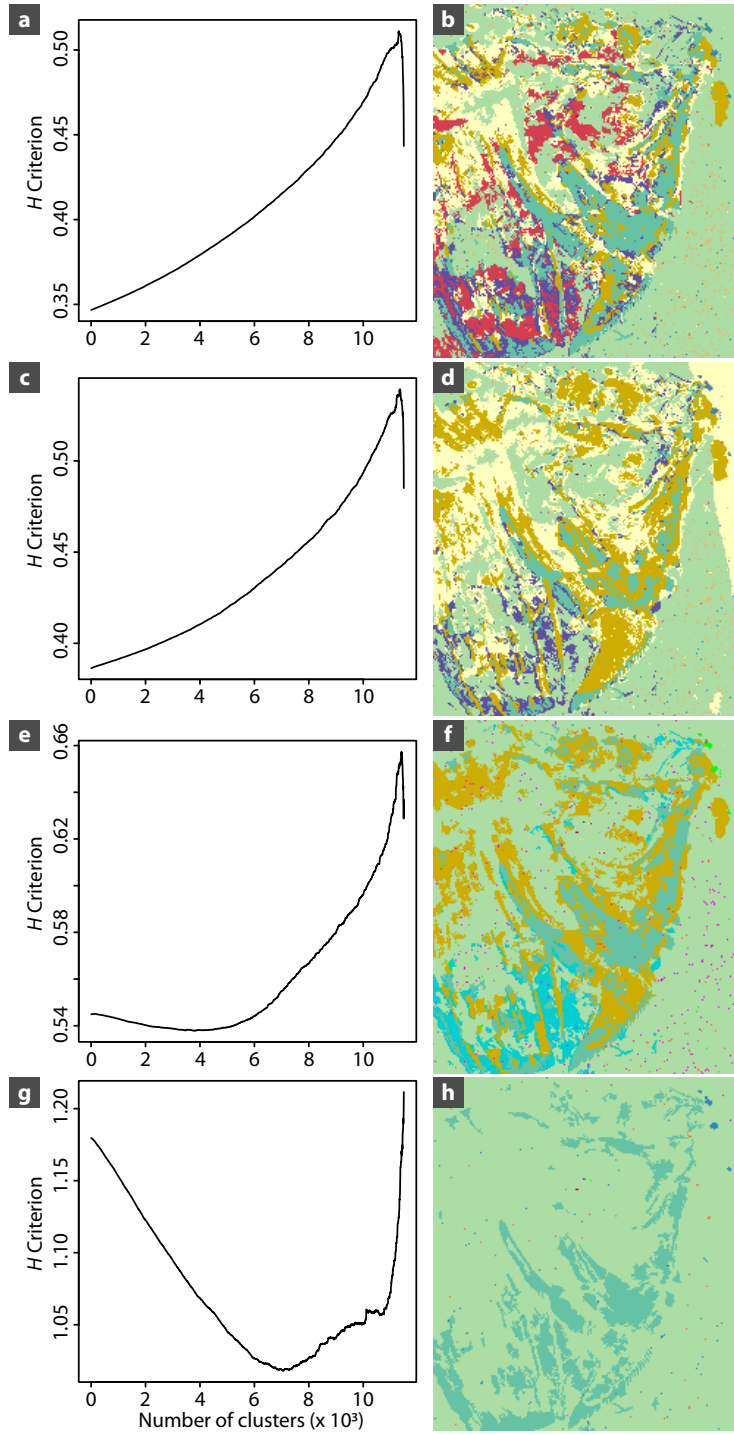 a
b
0.50
0.45
0.40
0.35
H Criterion
0 2 4 6 8 10
c
d
0.50
0.45
0.40
H Criterion
0 2 4 6 8 10
e
f
0.66
0.62
0.58
0.54
H Criterion
0 2 4 6 8 10
g
h
1.20
1.15
1.10
1.05
H Criterion
0 2 4 6 8 10
Number of clusters (x 10³)